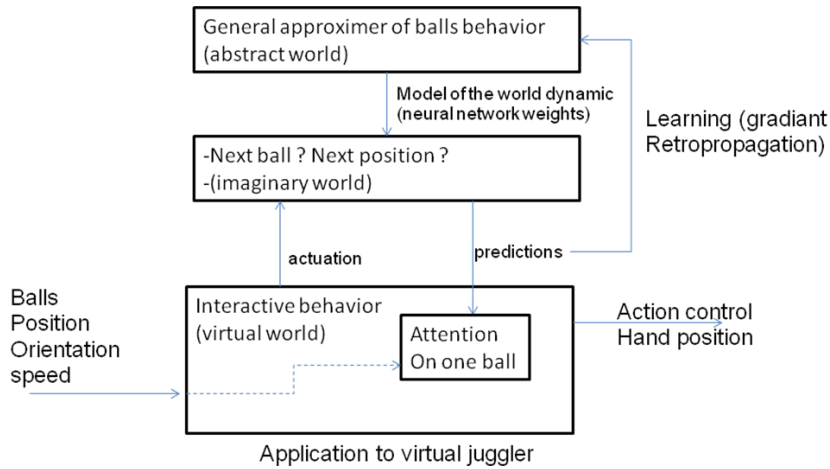 General approximer of balls behavior
(abstract world)
Model of the world dynamic
(neural network weights)
Learning (gradiant
Retropropagation)
-Next ball ? Next position ?
-(imaginary world)
actuation
predictions
Balls
Position
Orientation
speed
Interactive behavior
(virtual world)
Attention
On one ball
Action control
Hand position
Application to virtual juggler